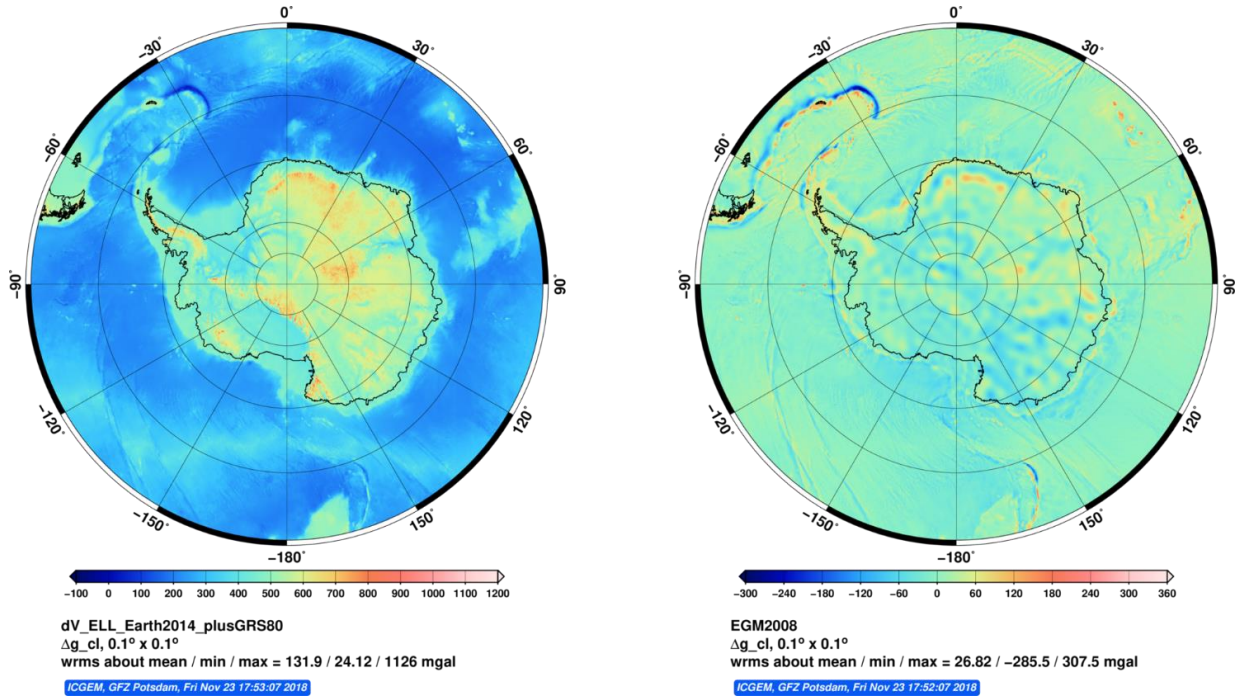 0°
30°
60°
90°
120°
150°
−180°
−150°
−120°
−90°
−60°
−30°
−100 0 100 200 300 400 500 600 700 800 900 1000 1100 1200
dV_ELL_Earth2014_plusGRS80
Δg_cl, 0.1º x 0.1º
wrms about mean / min / max = 131.9 / 24.12 / 1126 mgal
ICGEM, GFZ Potsdam, Fri Nov 23 17:53:07 2018
0°
30°
60°
90°
120°
150°
−180°
−150°
−120°
−90°
−60°
−30°
−300 −240 −180 −120 −60 0 60 120 180 240 300 360
EGM2008
Δg_cl, 0.1º x 0.1º
wrms about mean / min / max = 26.82 / −285.5 / 307.5 mgal
ICGEM, GFZ Potsdam, Fri Nov 23 17:52:07 2018